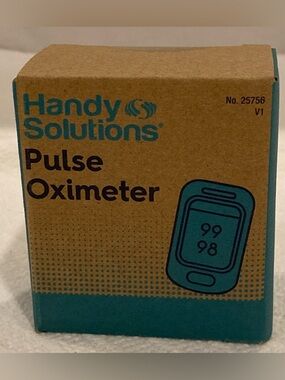 Handy
Solutions®
No. 25756
V1
Pulse
Oximeter
99
98